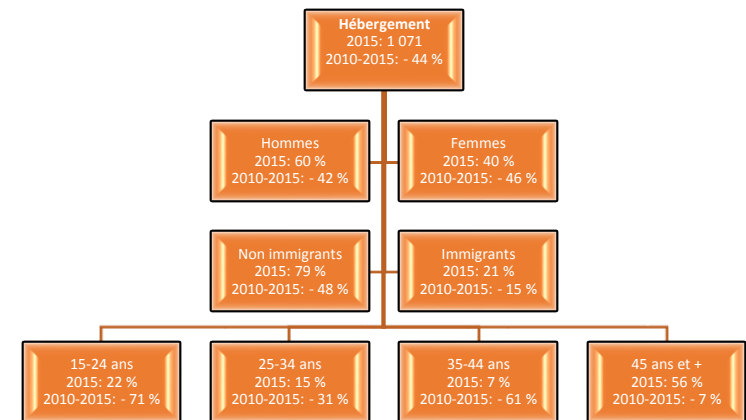 Hébergement
2015: 1 071
2010-2015: - 44 %
Hommes
2015: 60 %
2010-2015: - 42 %
Femmes
2015: 40 %
2010-2015: - 46 %
Non immigrants
2015: 79 %
2010-2015: - 48 %
Immigrants
2015: 21 %
2010-2015: - 15 %
15-24 ans
2015: 22 %
2010-2015: - 71 %
25-34 ans
2015: 15 %
2010-2015: - 31 %
35-44 ans
2015: 7 %
2010-2015: - 61 %
45 ans et +
2015: 56 %
2010-2015: - 7 %